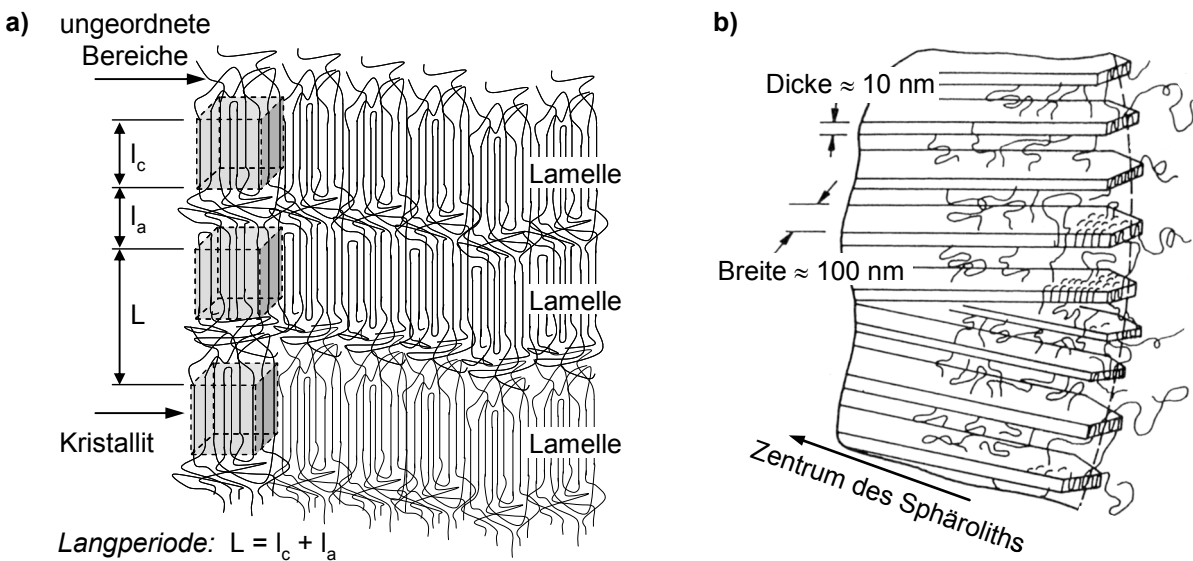 a)
ungeordnete
Bereiche
l_c
l_a
L
Kristallit
Lamelle
Lamelle
Lamelle
Langperiode: L = l_c + l_a
b)
Dicke ≈ 10 nm
Breite ≈ 100 nm
Zentrum des Sphäroliths